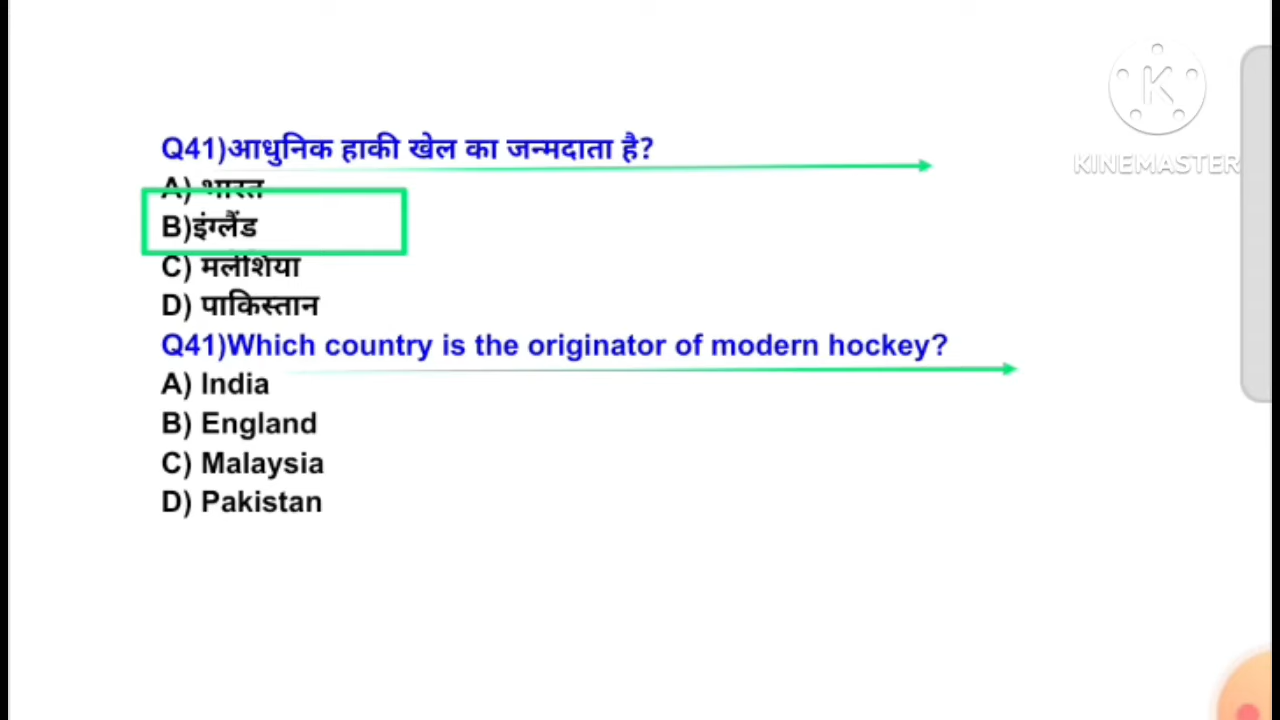 Q41)आधुनिक हाकी खेल का जन्मदाता है?
A) भारत
B)इंग्लैंड
C) मलेशिया
D) पाकिस्तान
Q41)Which country is the originator of modern hockey?
A) India
B) England
C) Malaysia
D) Pakistan
K
KINEMASTER